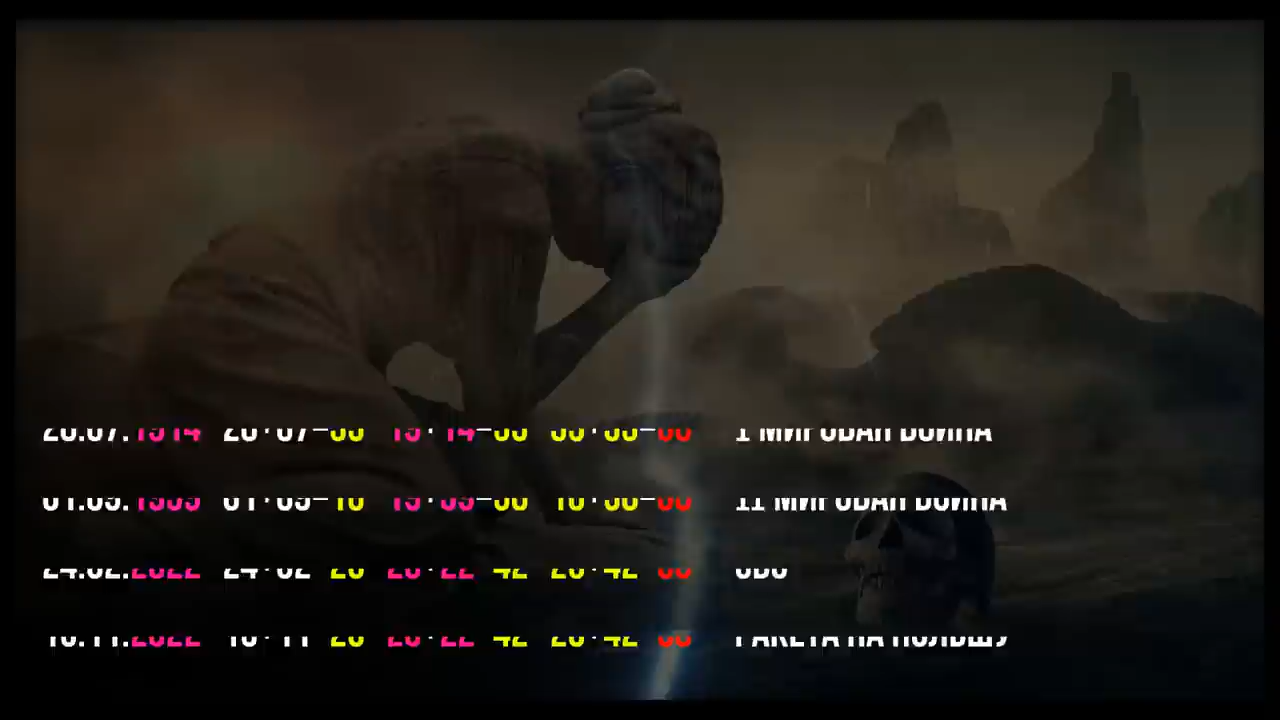 28.07.1914 28+07=35 19+14=33 35+33=68 I МИРОВАЯ ВОЙНА
01.09.1939 01+09=10 19+39=58 10+58=68 II МИРОВАЯ ВОЙНА
24.02.2022 24+02=26 20+22=42 26+42=68 СВО
15.11.2022 15+11=26 20+22=42 26+42=68 РАКЕТА НА ПОЛЬШУ